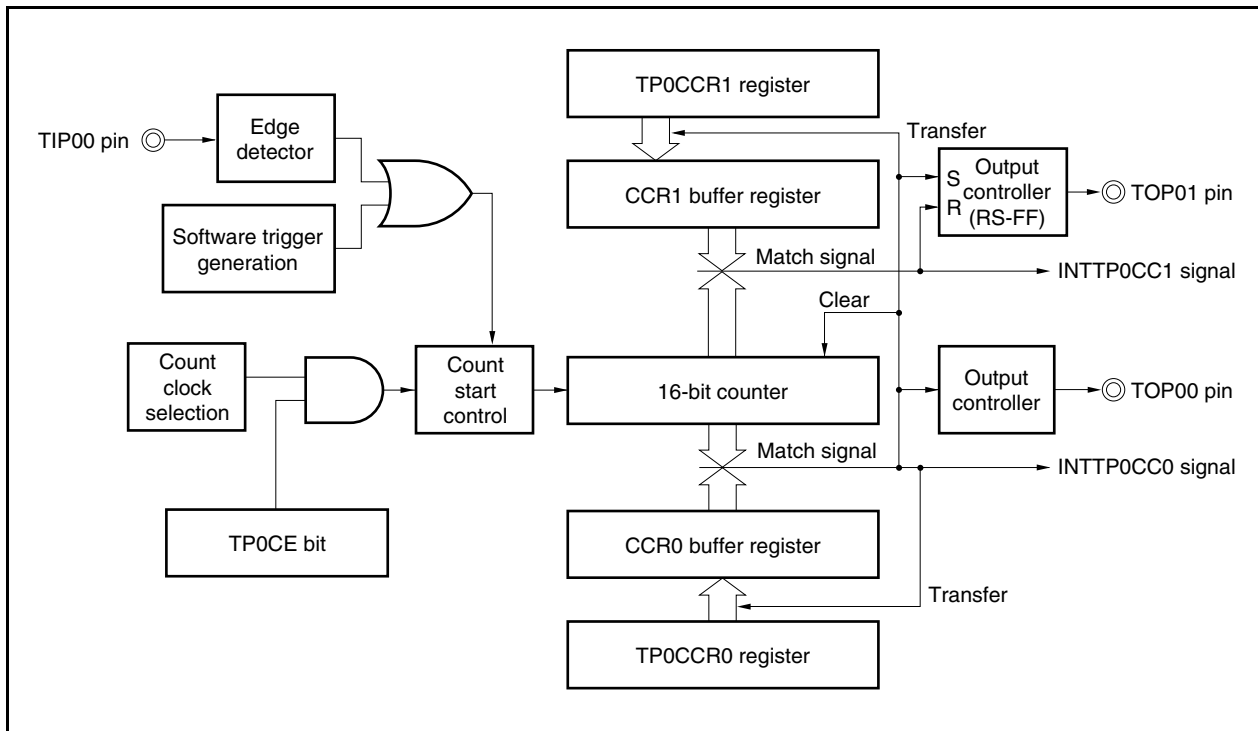 TP0CCR1 register
TIP00 pin
Edge
detector
Transfer
CCR1 buffer register
S
R
Output
controller
(RS-FF)
TOP01 pin
Software trigger
generation
Match signal
INTTP0CC1 signal
Clear
Count
clock
selection
Count
start
control
16-bit counter
Output
controller
TOP00 pin
Match signal
INTTP0CC0 signal
TP0CE bit
CCR0 buffer register
Transfer
TP0CCR0 register